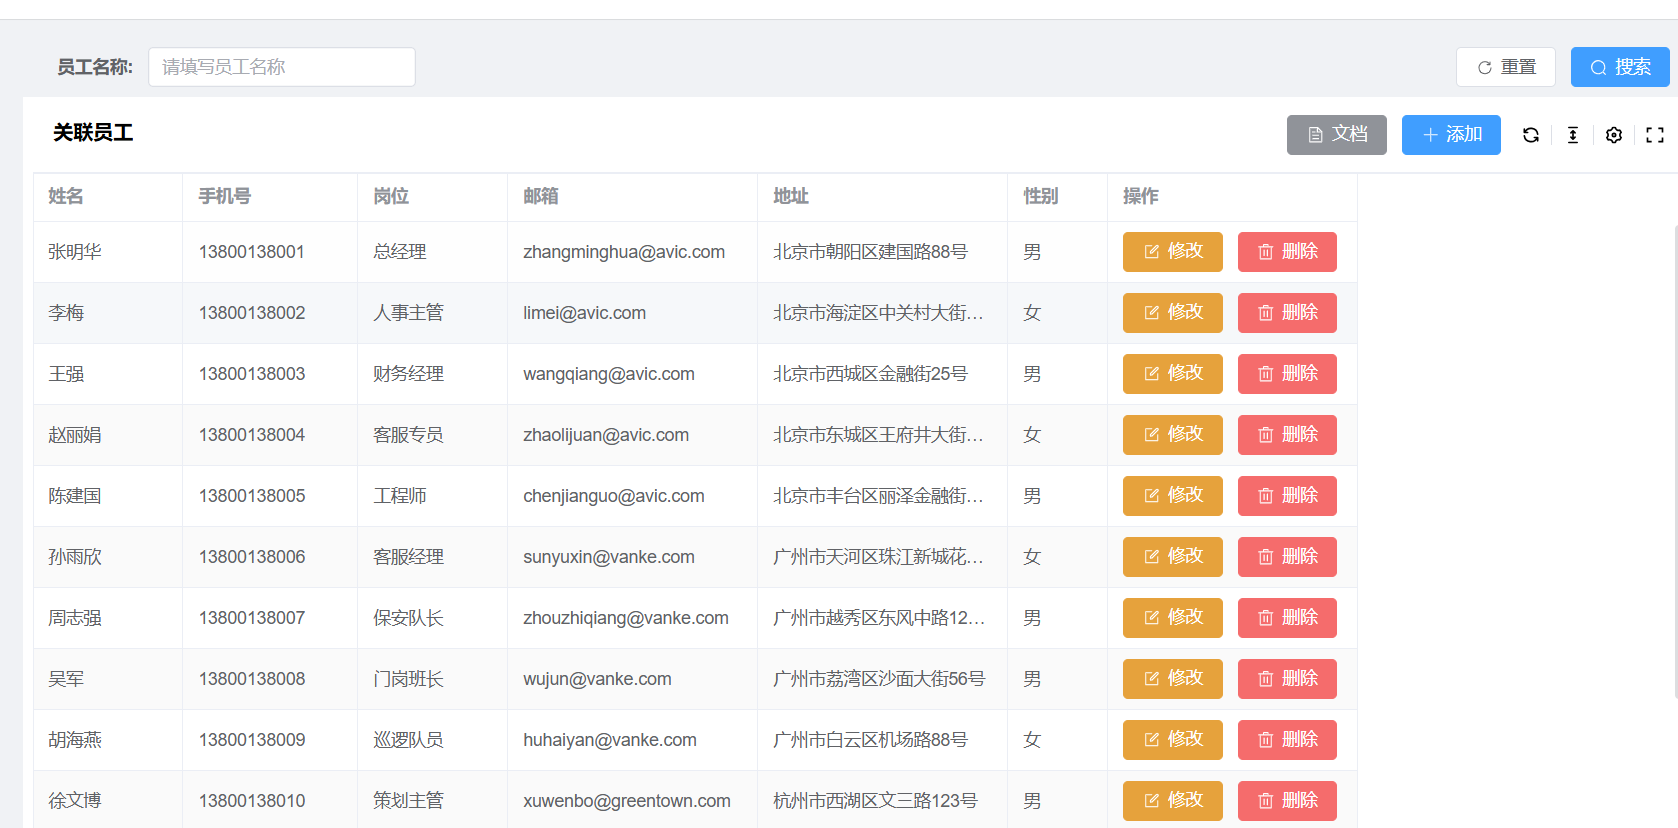 员工名称: 请填写员工名称 重置 搜索
关联员工 文档 添加
姓名 手机号 岗位 邮箱 地址 性别 操作
张明华 13800138001 总经理 zhangminghua@avic.com 北京市朝阳区建国路88号 男 修改 删除
李梅 13800138002 人事主管 limei@avic.com 北京市海淀区中关村大街... 女 修改 删除
王强 13800138003 财务经理 wangqiang@avic.com 北京市西城区金融街25号 男 修改 删除
赵丽娟 13800138004 客服专员 zhaolijuan@avic.com 北京市东城区王府井大街... 女 修改 删除
陈建国 13800138005 工程师 chenjianguo@avic.com 北京市丰台区丽泽金融街... 男 修改 删除
孙雨欣 13800138006 客服经理 sunyuxin@vanke.com 广州市天河区珠江新城花... 女 修改 删除
周志强 13800138007 保安队长 zhouzhiqiang@vanke.com 广州市越秀区东风中路12... 男 修改 删除
吴军 13800138008 门岗班长 wujun@vanke.com 广州市荔湾区沙面大街56号 男 修改 删除
胡海燕 13800138009 巡逻队员 huhaiyan@vanke.com 广州市白云区机场路88号 女 修改 删除
徐文博 13800138010 策划主管 xuwenbo@greentown.com 杭州市西湖区文三路123号 男 修改 删除